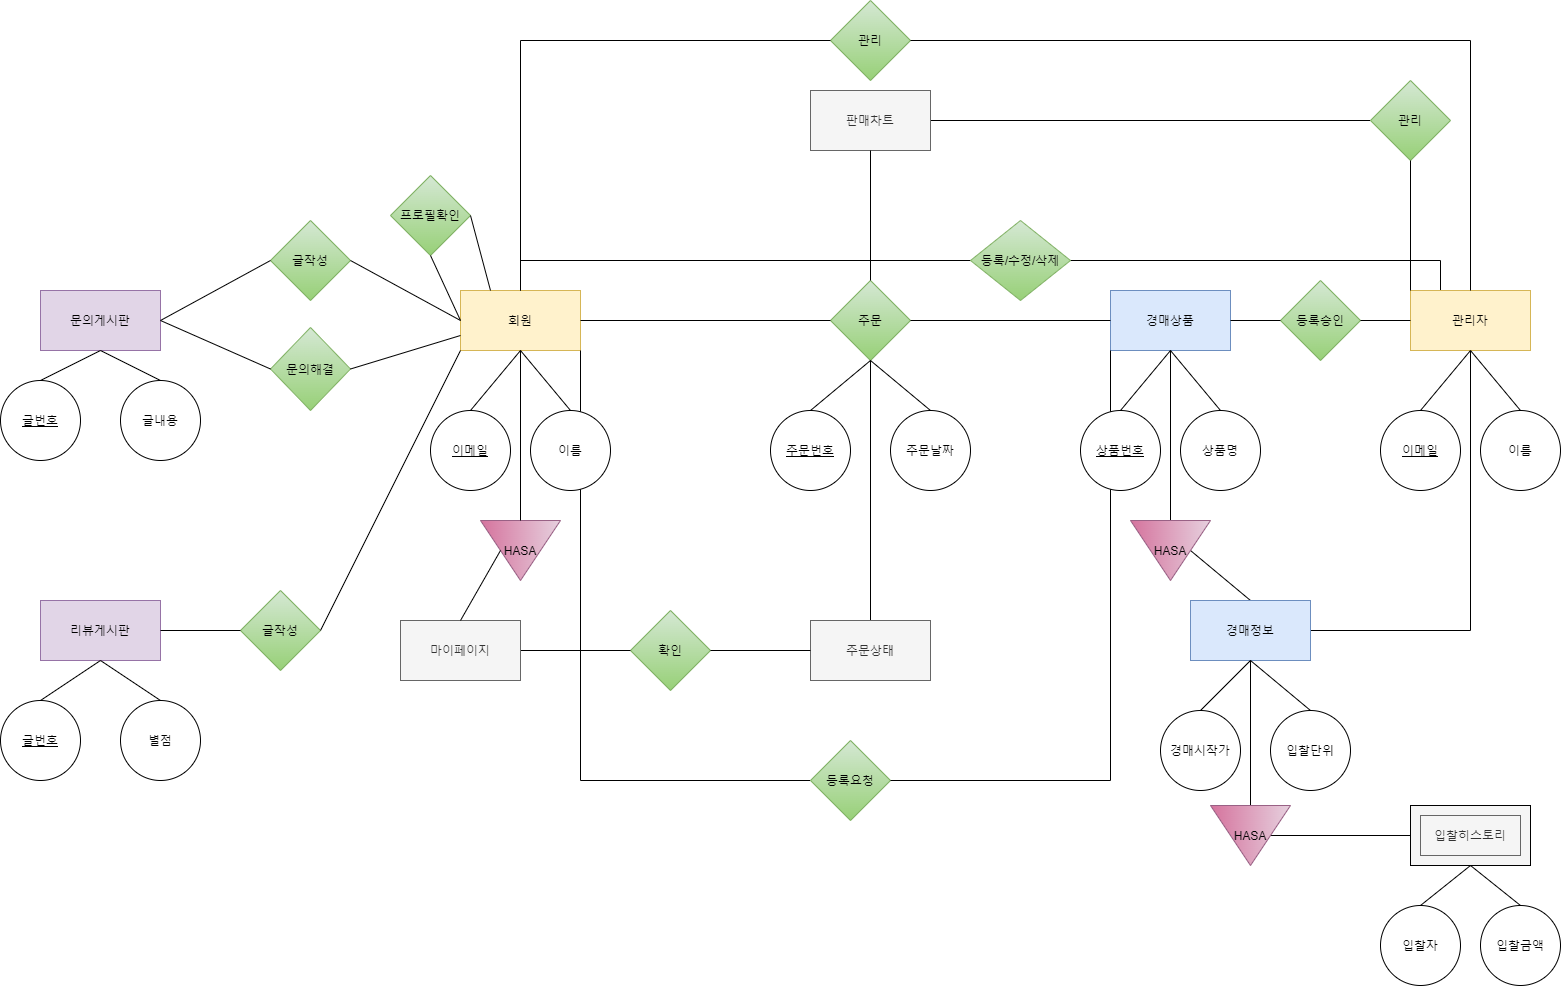 관리
판매차트
관리
프로필확인
글작성
등록/수정/삭제
문의게시판
회원
주문
경매상품
등록승인
관리자
문의해결
글번호
글내용
이메일
이름
주문번호
주문날짜
상품번호
상품명
이메일
이름
HASA
HASA
리뷰게시판
글작성
마이페이지
확인
주문상태
경매정보
글번호
별점
등록요청
경매시작가
입찰단위
HASA
입찰히스토리
입찰자
입찰금액